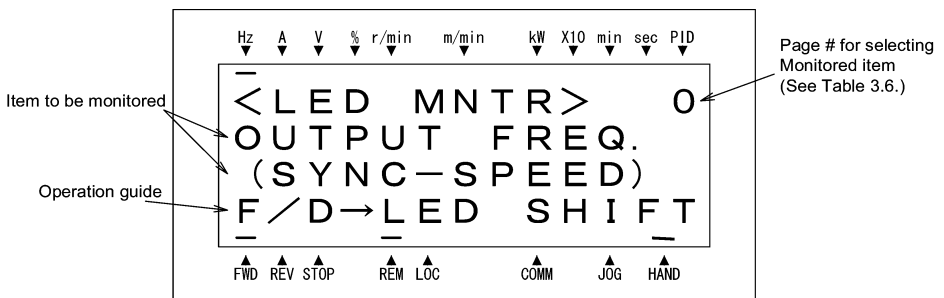 Hz A V % r/min m/min kW X10 min sec PID
Page # for selecting
Monitored item
(See Table 3.6.)
<LED MNTR> 0
Item to be monitored
OUTPUT FREQ.
(SYNC-SPEED)
Operation guide
F/D→LED SHIFT
FWD REV STOP REM LOC COMM JOG HAND